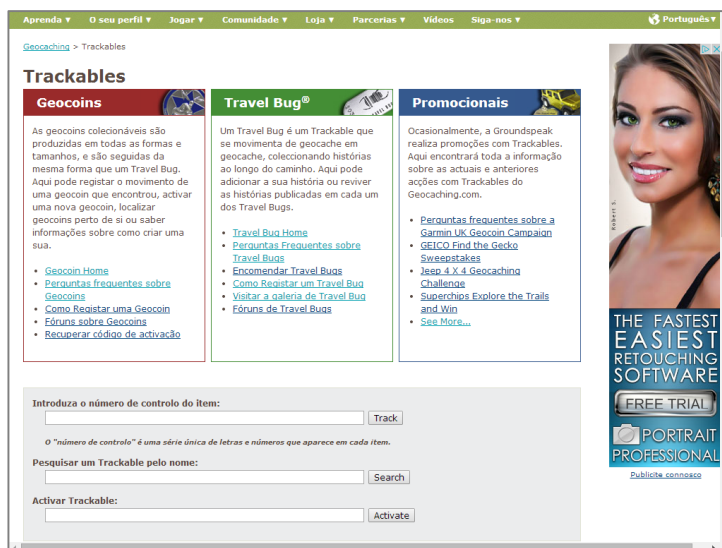 Aprenda ▼ O seu perfil ▼ Jogar ▼ Comunidade ▼ Loja ▼ Parcerias ▼ Vídeos Siga-nos ▼ Português ▼
Geocaching > Trackables
Trackables
Geocoins
As geocoins colecionáveis são
produzidas em todas as formas e
tamanhos, e são seguidas da
mesma forma que um Travel Bug.
Aqui pode registar o movimento de
uma geocoin que encontrou, activar
uma nova geocoin, localizar
geocoins perto de si ou saber
informações sobre como criar uma
sua.
• Geocoin Home
• Perguntas frequentes sobre
Geocoins
• Como Registar uma Geocoin
• Fóruns sobre Geocoins
• Recuperar código de activação
Travel Bug®
Um Travel Bug é um Trackable que
se movimenta de geocache em
geocache, coleccionando histórias
ao longo do caminho. Aqui pode
adicionar a sua história ou reviver
as histórias publicadas em cada um
dos Travel Bugs.
• Travel Bug Home
• Perguntas Frequentes sobre
Travel Bugs
• Encomendar Travel Bugs
• Como Registar um Travel Bug
• Visitar a galeria de Travel Bug
• Fóruns de Travel Bugs
Promocionais
Ocasionalmente, a Groundspeak
realiza promoções com Trackables.
Aqui encontrará toda a informação
sobre as actuais e anteriores
acções com Trackables do
Geocaching.com.
• Perguntas frequentes sobre a
Garmin UK Geocoin Campaign
• GEICO Find the Gecko
Sweepstakes
• Jeep 4 X 4 Geocaching
Challenge
• Superchips Explore the Trails
and Win
• See More...
Introduza o número de controlo do item:
Track
O "número de controlo" é uma série única de letras e números que aparece em cada item.
Pesquisar um Trackable pelo nome:
Search
Activar Trackable:
Activate
Robert S.
THE FASTEST
EASIEST
RETOUCHING
SOFTWARE
FREE TRIAL
PORTRAIT
PROFESSIONAL
Publicite connosco